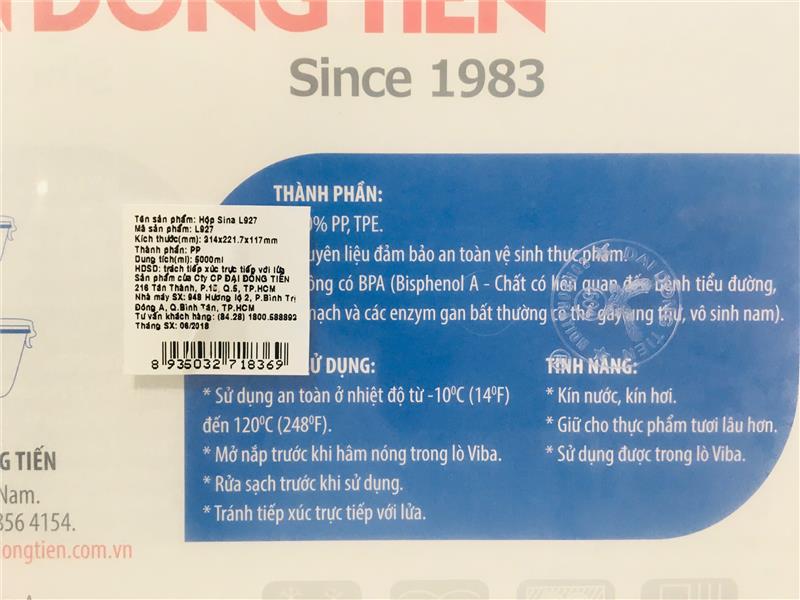 ĐỒNG TIẾN
Since 1983
THÀNH PHẦN:
0% PP, TPE.
uyên liệu đảm bảo an toàn vệ sinh thực phẩm.
ông có BPA (Bisphenol A - Chất có liên quan đến bệnh tiểu đường,
mạch và các enzym gan bất thường có thể gây ung thư, vô sinh nam).
SỬ DỤNG:
* Sử dụng an toàn ở nhiệt độ từ -10⁰C (14⁰F)
đến 120⁰C (248⁰F).
* Mở nắp trước khi hâm nóng trong lò Viba.
* Rửa sạch trước khi sử dụng.
* Tránh tiếp xúc trực tiếp với lửa.
TÍNH NĂNG:
* Kín nước, kín hơi.
* Giữ cho thực phẩm tươi lâu hơn.
* Sử dụng được trong lò Viba.
Tên sản phẩm: Hộp Sina L927
Mã sản phẩm: L927
Kích thước(mm): 314x221.7x117mm
Thành phần: PP
Dung tích(ml): 5000ml
HDSD: tránh tiếp xúc trực tiếp với lửa
Sản phẩm của Cty CP ĐẠI ĐỒNG TIẾN
216 Tân Thành, P.15, Q.5, TP.HCM
Nhà máy SX: 948 Hương lộ 2, P.Bình Trị
Đông A, Q.Bình Tân, TP.HCM
Tư vấn khách hàng: (84.28) 1800.588892
Tháng SX: 06/2018
8 935032 718369
G TIẾN
Nam.
856 4154.
dongtien.com.vn